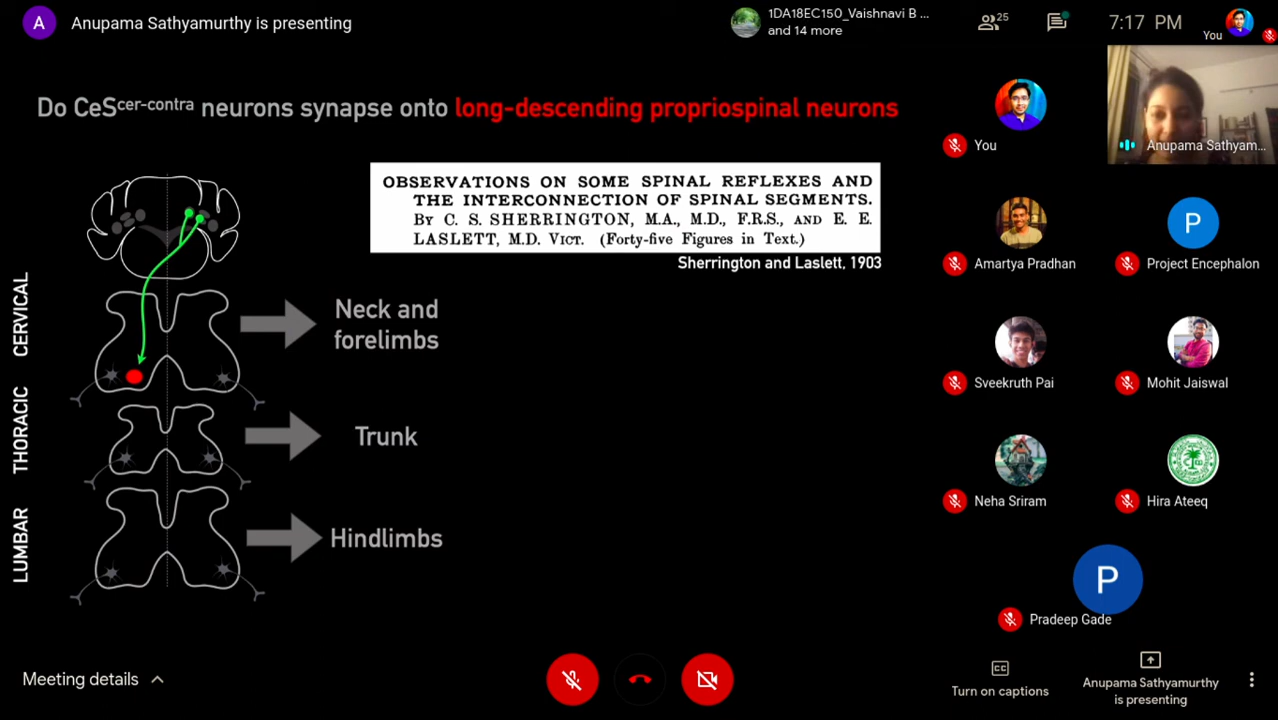 A
Anupama Sathyamurthy is presenting
1DA18EC150_Vaishnavi B ...
and 14 more
25
7:17 PM
You
Do CeScer-contra neurons synapse onto long-descending propriospinal neurons
OBSERVATIONS ON SOME SPINAL REFLEXES AND
THE INTERCONNECTION OF SPINAL SEGMENTS.
By C. S. SHERRINGTON, M.A., M.D., F.R.S., AND E. E.
LASLETT, M.D. VICT. (Forty-five Figures in Text.)
Sherrington and Laslett, 1903
CERVICAL
Neck and
forelimbs
THORACIC
Trunk
LUMBAR
Hindlimbs
You
Anupama Sathyam...
Amartya Pradhan
P
Project Encephalon
Sveekruth Pai
Mohit Jaiswal
Neha Sriram
Hira Ateeq
P
Pradeep Gade
Meeting details
CC
Turn on captions
Anupama Sathyamurthy
is presenting